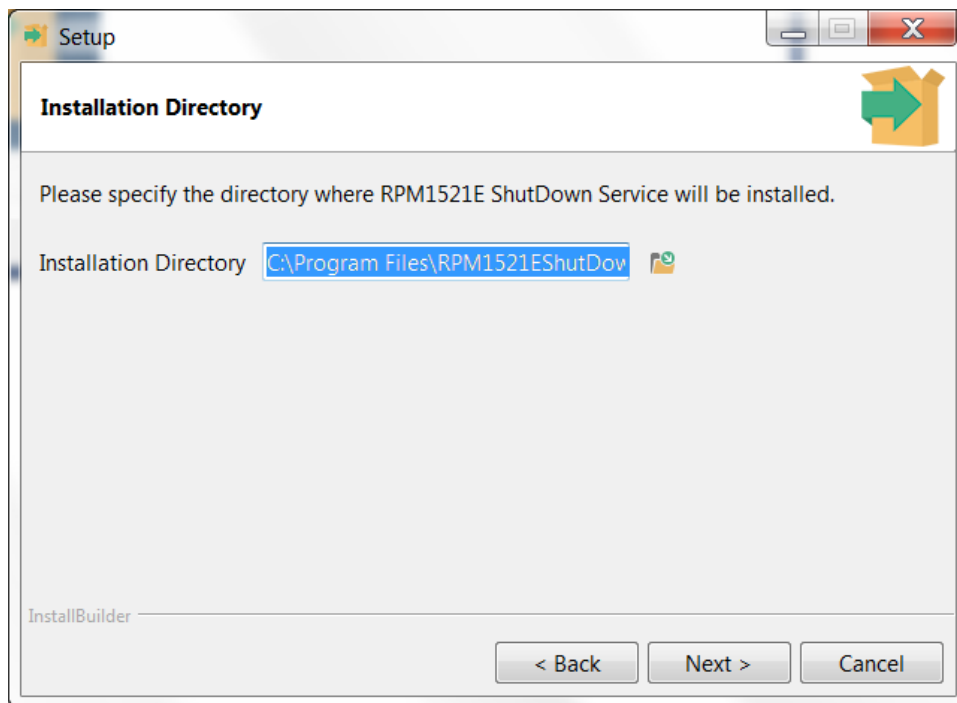 Setup
Installation Directory
Please specify the directory where RPM1521E ShutDown Service will be installed.
Installation Directory C:\Program Files\RPM1521EShutDow
InstallBuilder
< Back Next > Cancel